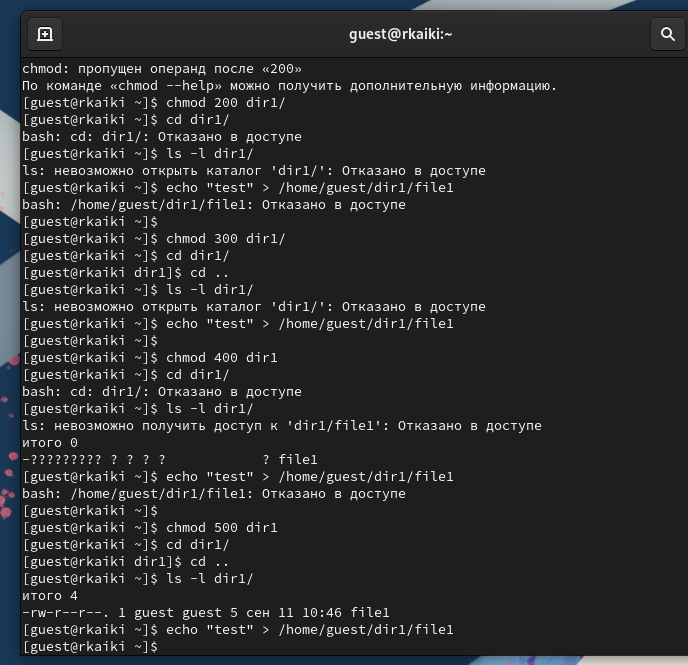 guest@rkaiki:~
chmod: пропущен операнд после «200»
По команде «chmod --help» можно получить дополнительную информацию.
[guest@rkaiki ~]$ chmod 200 dir1/
[guest@rkaiki ~]$ cd dir1/
bash: cd: dir1/: Отказано в доступе
[guest@rkaiki ~]$ ls -l dir1/
ls: невозможно открыть каталог 'dir1/': Отказано в доступе
[guest@rkaiki ~]$ echo "test" > /home/guest/dir1/file1
bash: /home/guest/dir1/file1: Отказано в доступе
[guest@rkaiki ~]$
[guest@rkaiki ~]$ chmod 300 dir1/
[guest@rkaiki ~]$ cd dir1/
[guest@rkaiki dir1]$ cd ..
[guest@rkaiki ~]$ ls -l dir1/
ls: невозможно открыть каталог 'dir1/': Отказано в доступе
[guest@rkaiki ~]$ echo "test" > /home/guest/dir1/file1
[guest@rkaiki ~]$
[guest@rkaiki ~]$ chmod 400 dir1
[guest@rkaiki ~]$ cd dir1/
bash: cd: dir1/: Отказано в доступе
[guest@rkaiki ~]$ ls -l dir1/
ls: невозможно получить доступ к 'dir1/file1': Отказано в доступе
итого 0
-????????? ? ? ? ?            ? file1
[guest@rkaiki ~]$ echo "test" > /home/guest/dir1/file1
bash: /home/guest/dir1/file1: Отказано в доступе
[guest@rkaiki ~]$
[guest@rkaiki ~]$ chmod 500 dir1
[guest@rkaiki ~]$ cd dir1/
[guest@rkaiki dir1]$ cd ..
[guest@rkaiki ~]$ ls -l dir1/
итого 4
-rw-r--r--. 1 guest guest 5 сен 11 10:46 file1
[guest@rkaiki ~]$ echo "test" > /home/guest/dir1/file1
[guest@rkaiki ~]$